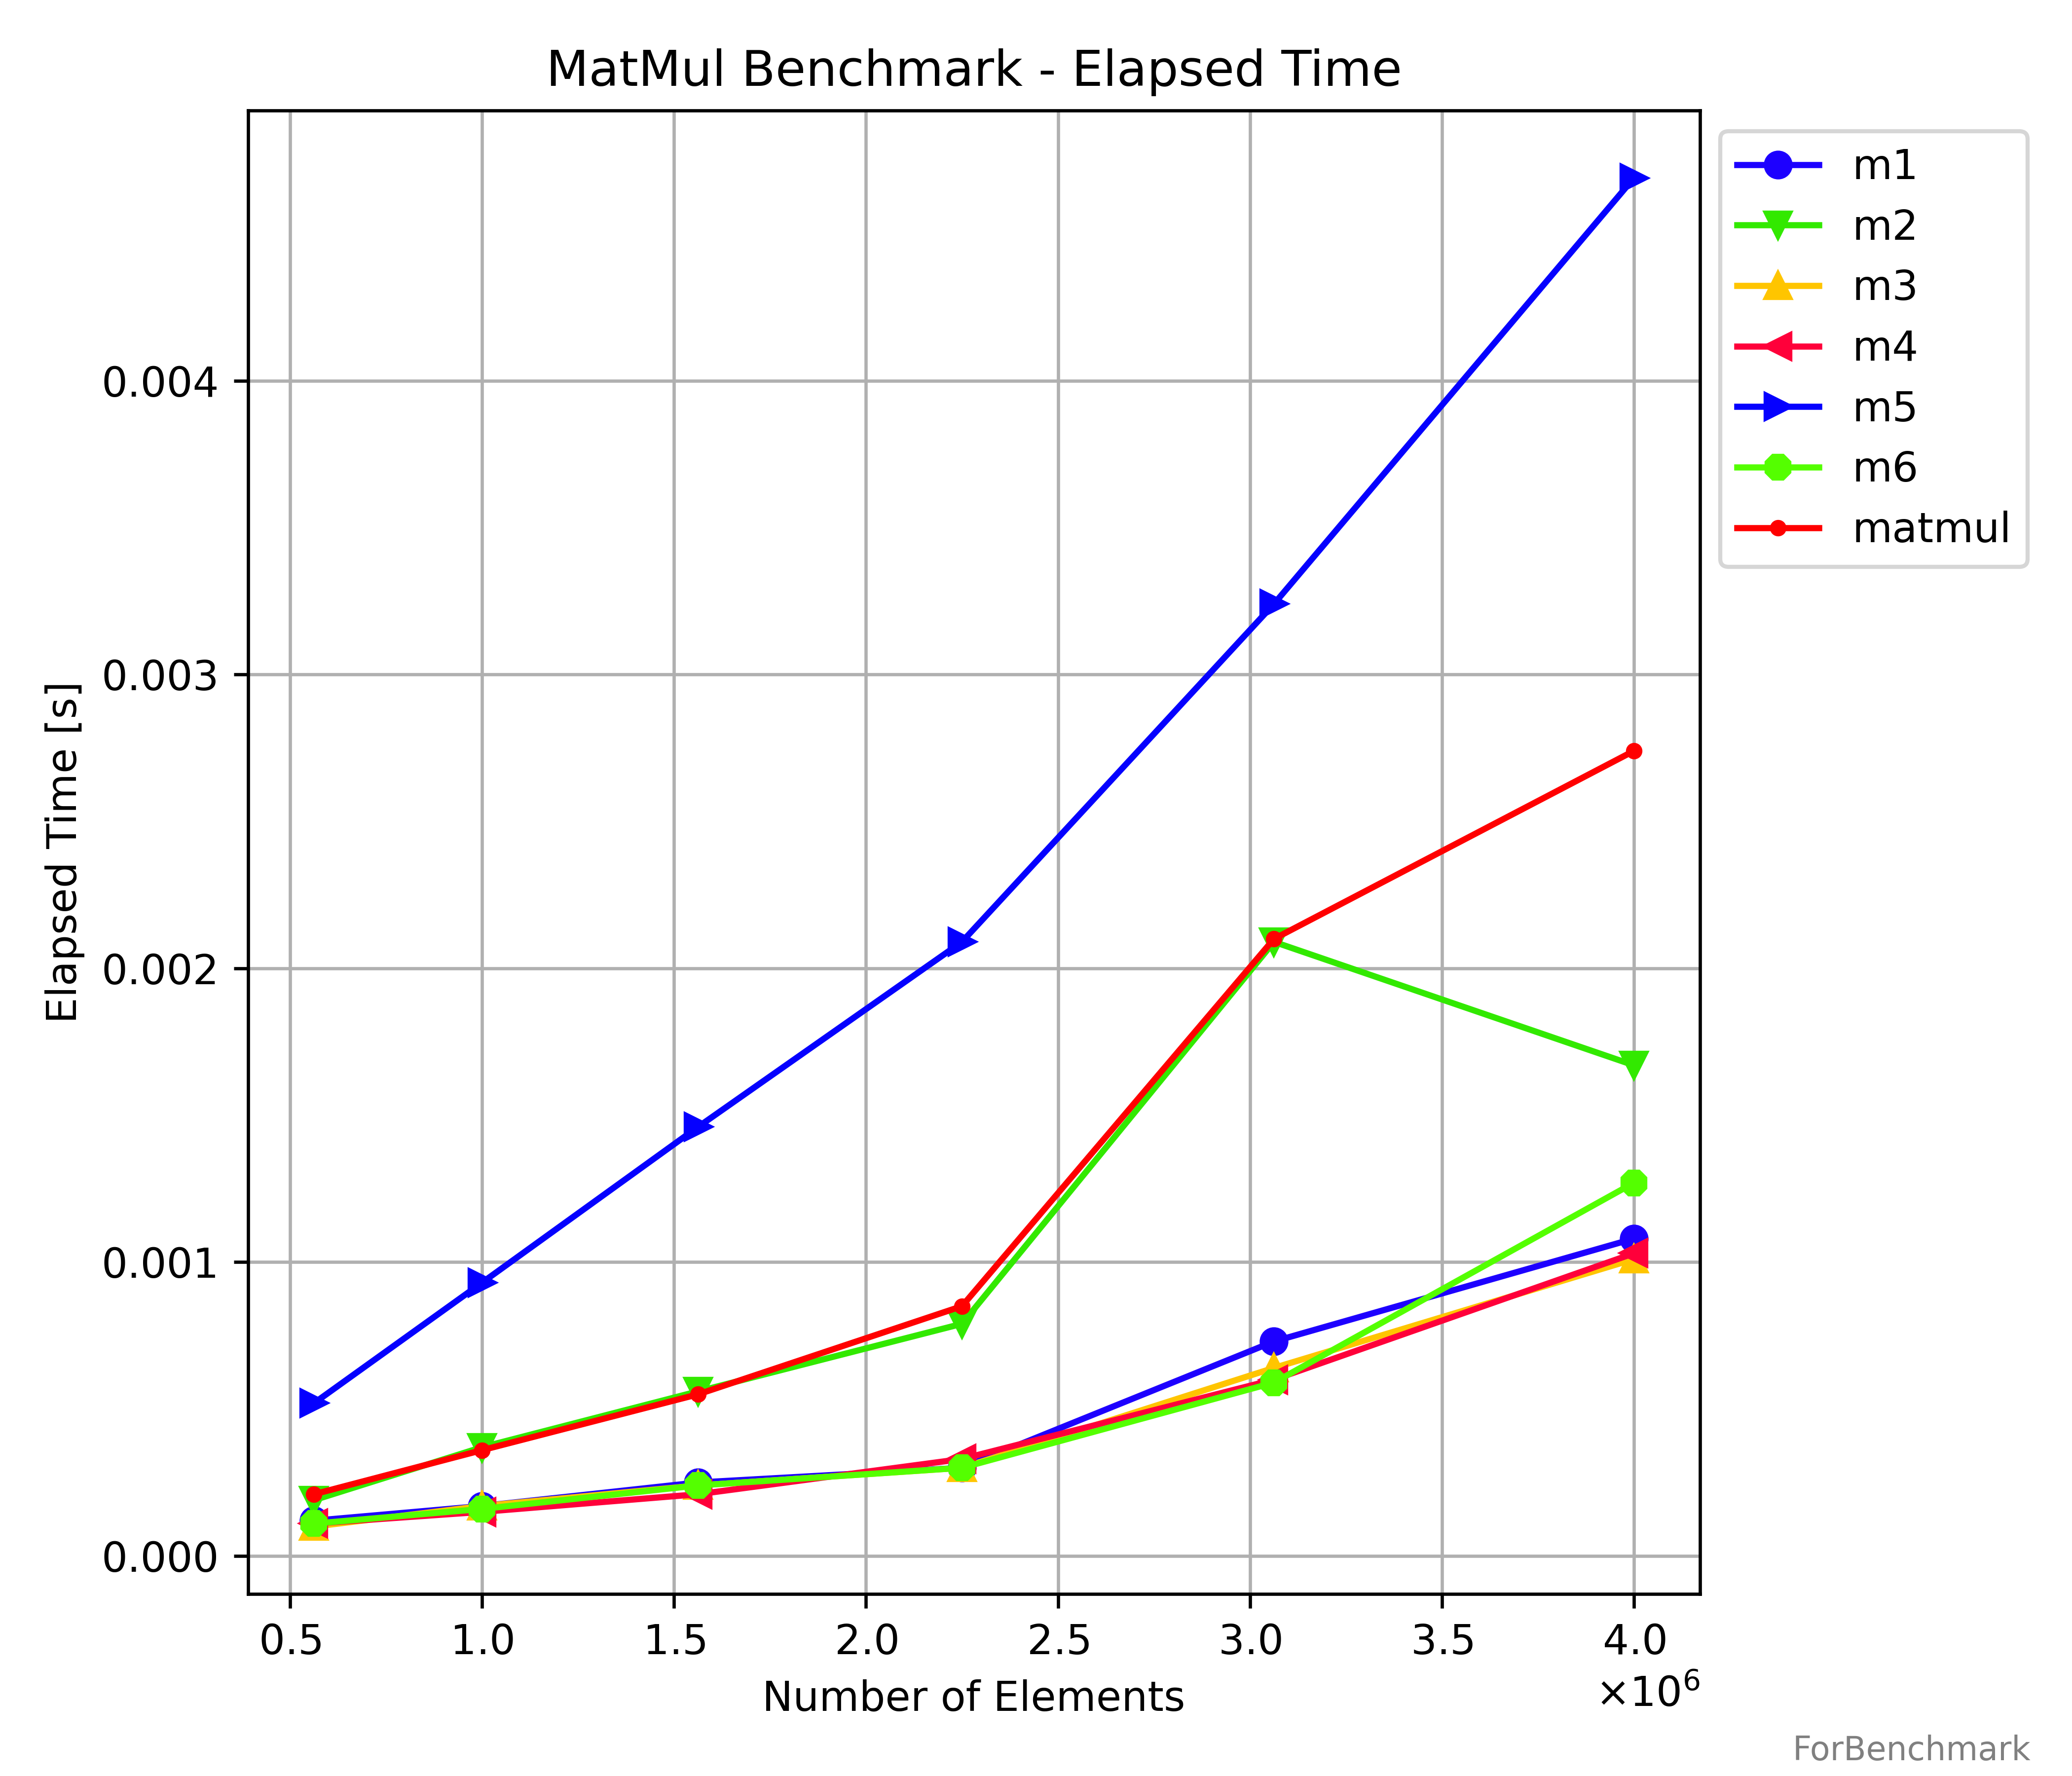 MatMul Benchmark - Elapsed Time
m1
m2
m3
m4
m5
m6
matmul
Elapsed Time [s]
0.004
0.003
0.002
0.001
0.000
0.5 1.0 1.5 2.0 2.5 3.0 3.5 4.0
×10⁶
Number of Elements
ForBenchmark